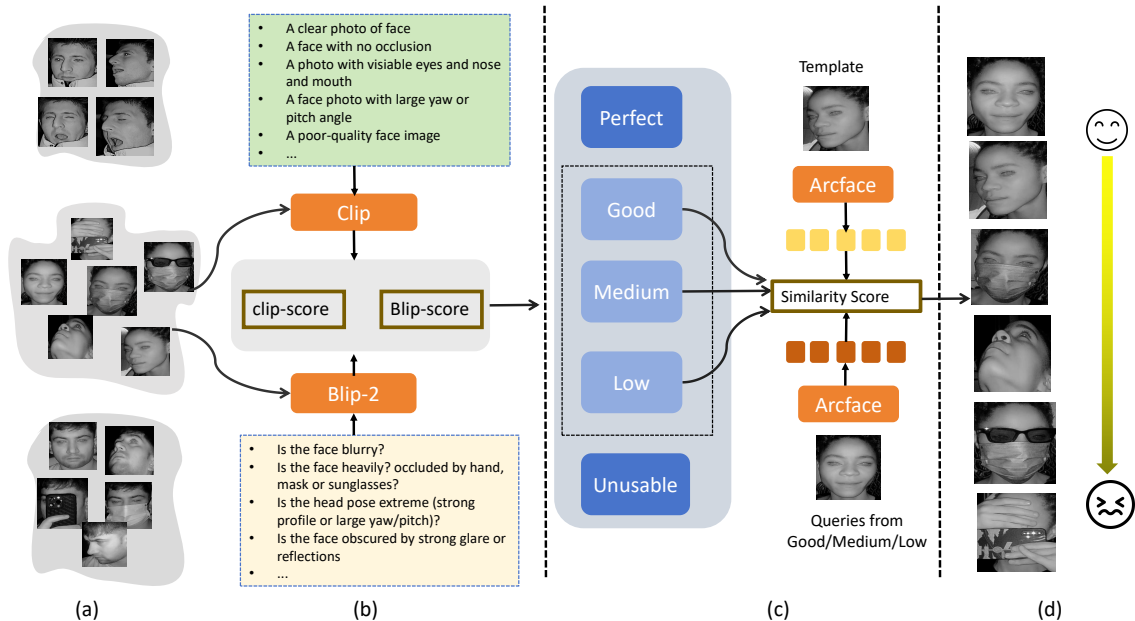 • A clear photo of face
• A face with no occlusion
• A photo with visiable eyes and nose
and mouth
• A face photo with large yaw or
pitch angle
• A poor-quality face image
• ...
Clip
clip-score
Blip-score
Blip-2
• Is the face blurry?
• Is the face heavily? occluded by hand,
mask or sunglasses?
• Is the head pose extreme (strong
profile or large yaw/pitch)?
• Is the face obscured by strong glare or
reflections
• ...
Perfect
Good
Medium
Low
Unusable
Template
Arcface
Similarity Score
Arcface
Queries from
Good/Medium/Low
(a)
(b)
(c)
(d)